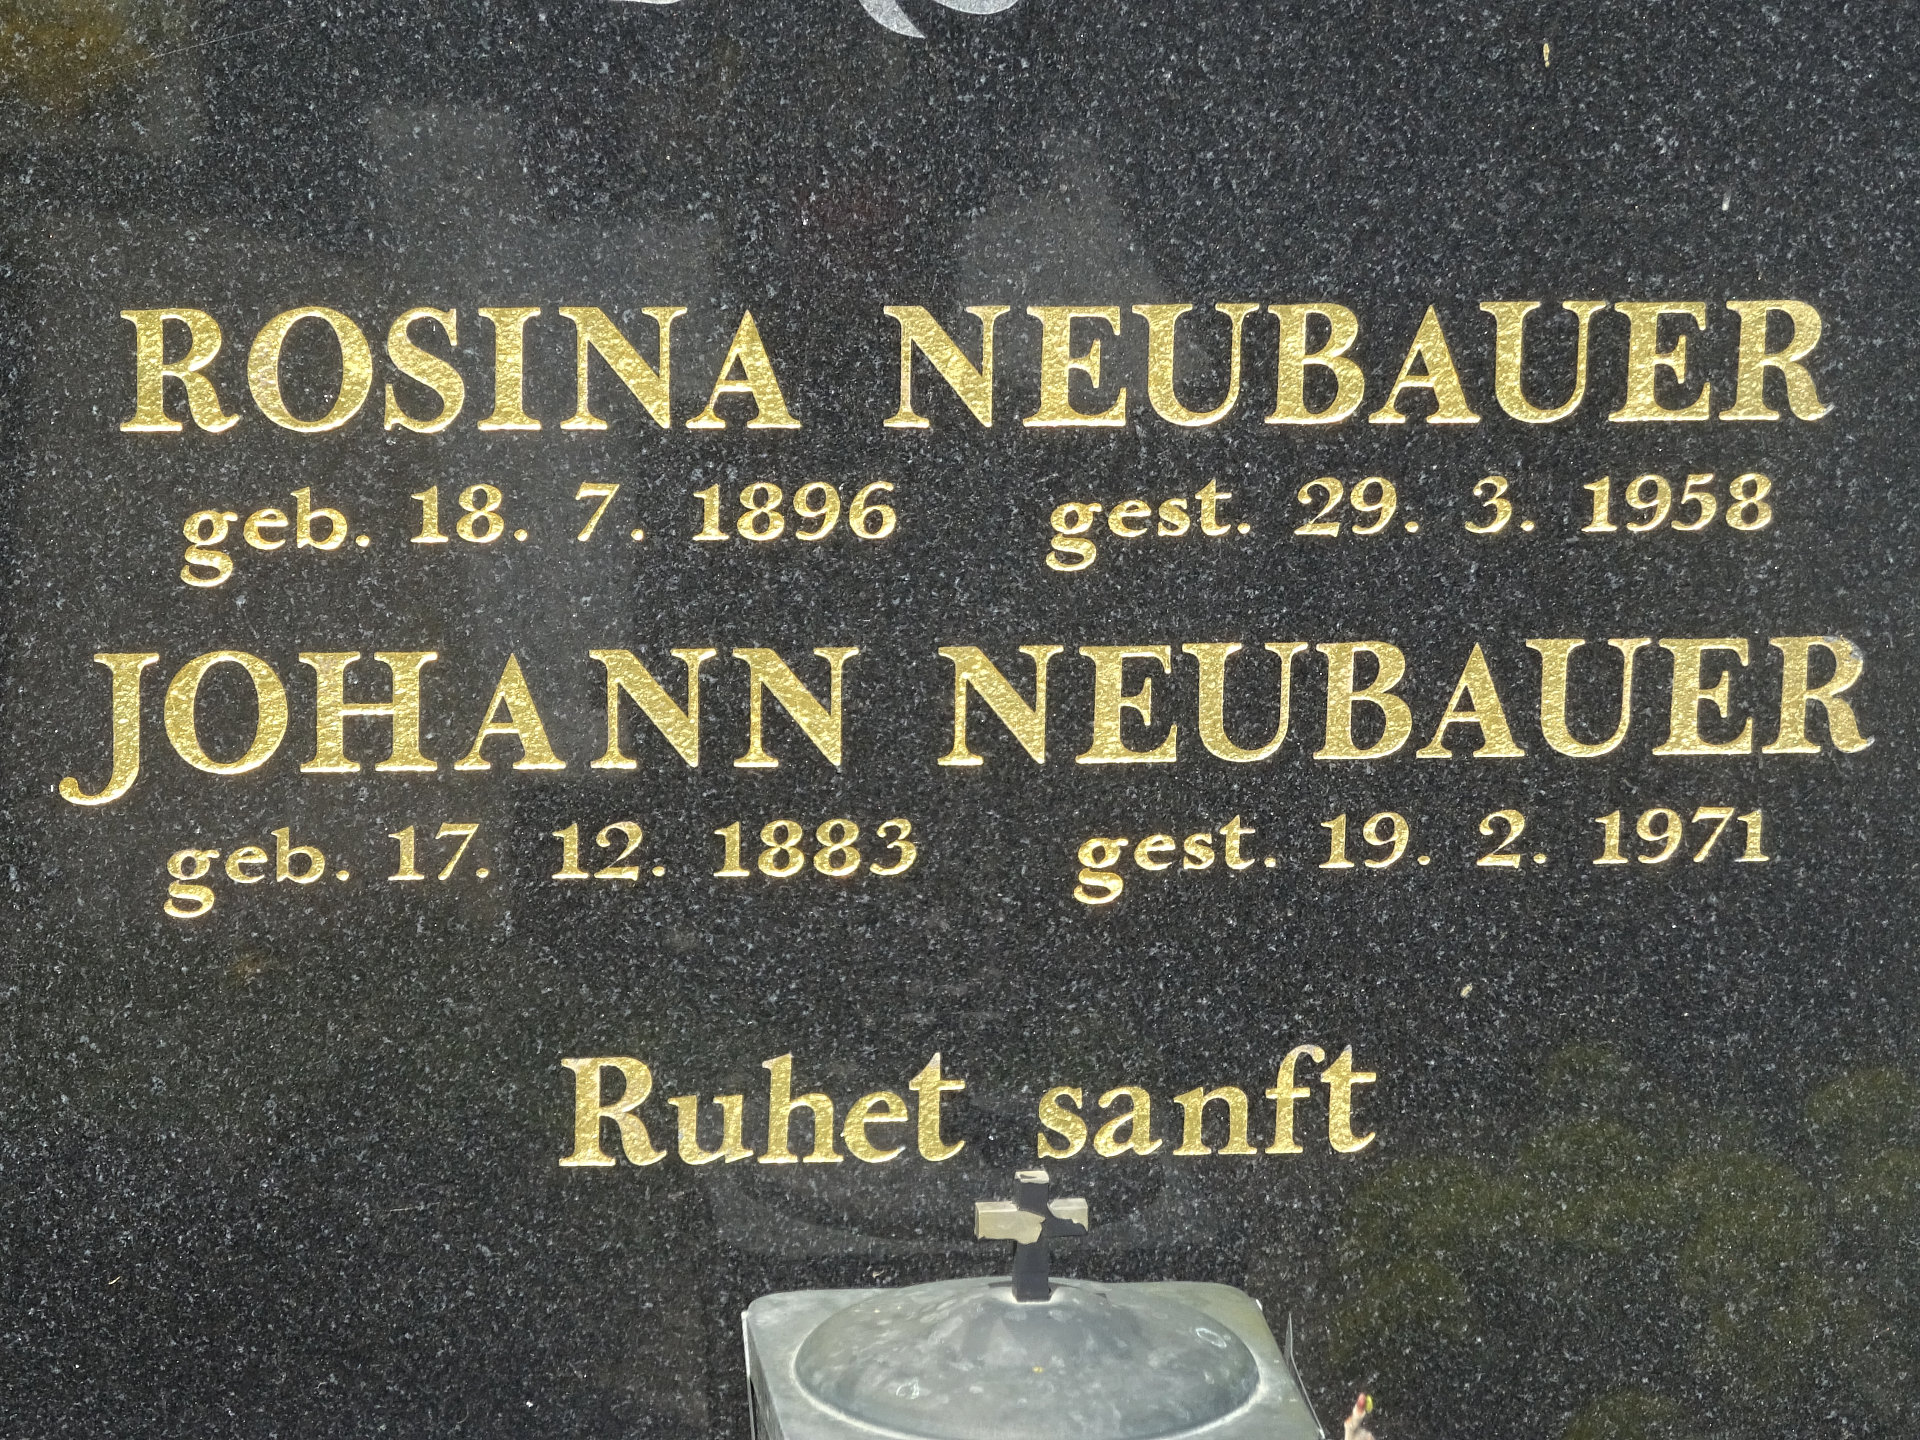 ROSINA NEUBAUER
geb. 18. 7. 1896 gest. 29. 3. 1958
JOHANN NEUBAUER
geb. 17. 12. 1883 gest. 19. 2. 1971
Ruhet sanft